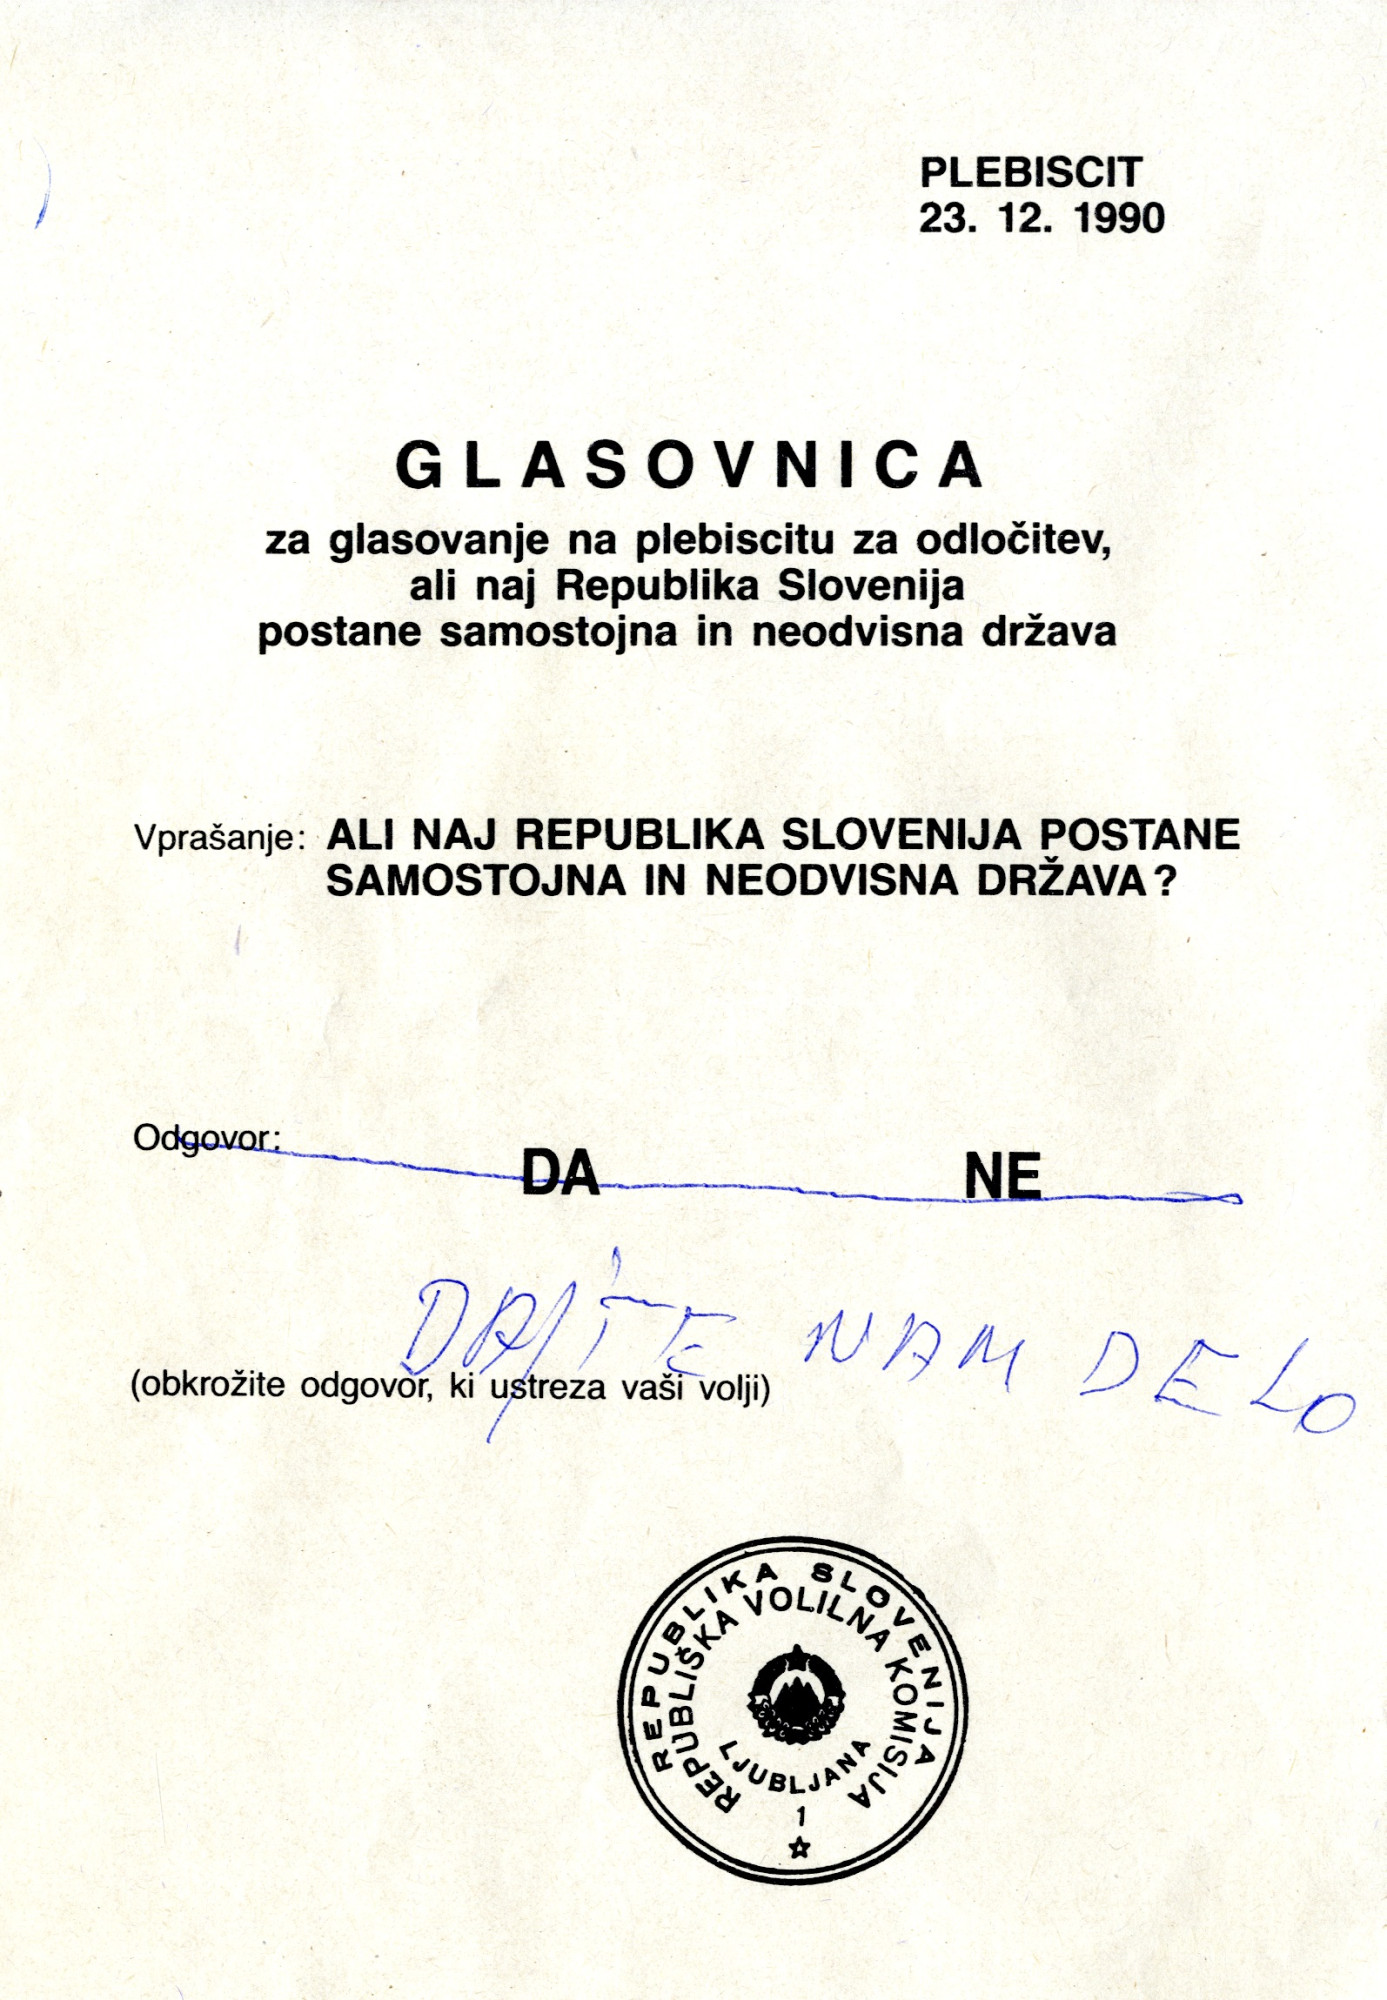 PLEBISCIT
23. 12. 1990
GLASOVNICA
za glasovanje na plebiscitu za odločitev,
ali naj Republika Slovenija
postane samostojna in neodvisna država
Vprašanje: ALI NAJ REPUBLIKA SLOVENIJA POSTANE
SAMOSTOJNA IN NEODVISNA DRŽAVA?
Odgovor:
DA NE
DAJTE NAM DELO
(obkrožite odgovor, ki ustreza vaši volji)
REPUBLIKA SLOVENIJA
REPUBLIŠKA VOLILNA KOMISIJA
LJUBLJANA
1